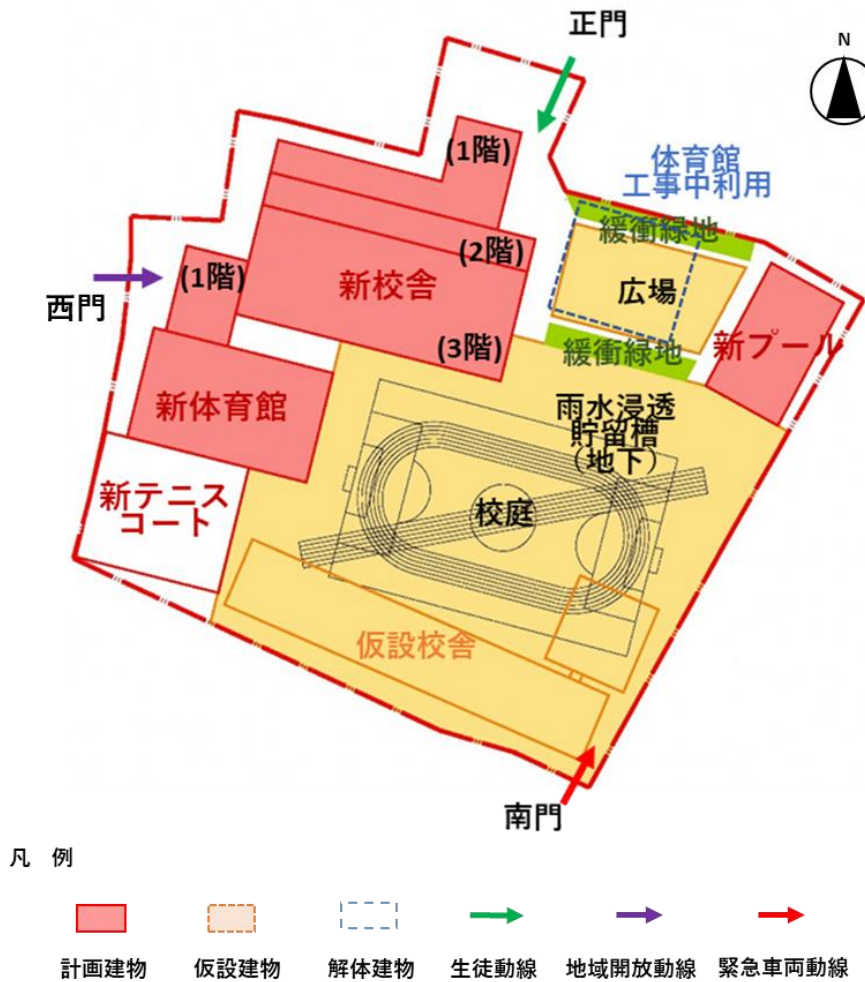 正門
N
(1階)
体育館
工事中利用
緩衝緑地
(2階)
(1階)
新校舎
広場
西門
(3階)
緩衝緑地
新プール
新体育館
雨水浸透
貯留槽
（地下）
新テニス
コート
校庭
仮設校舎
南門
凡 例
計画建物
仮設建物
解体建物
生徒動線
地域開放動線
緊急車両動線